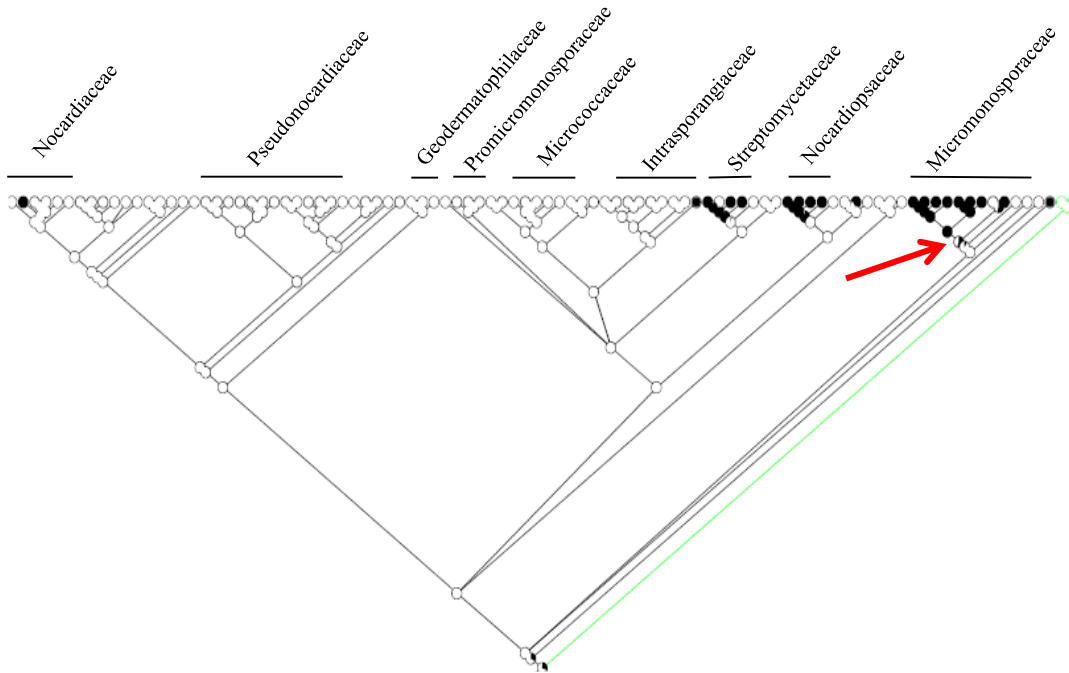 Nocardiaceae
Pseudonocardiaceae
Geodermatophilaceae
Promicromonosporaceae
Micrococcaceae
Intrasporangiaceae
Streptomycetaceae
Nocardiopsaceae
Micromonosporaceae